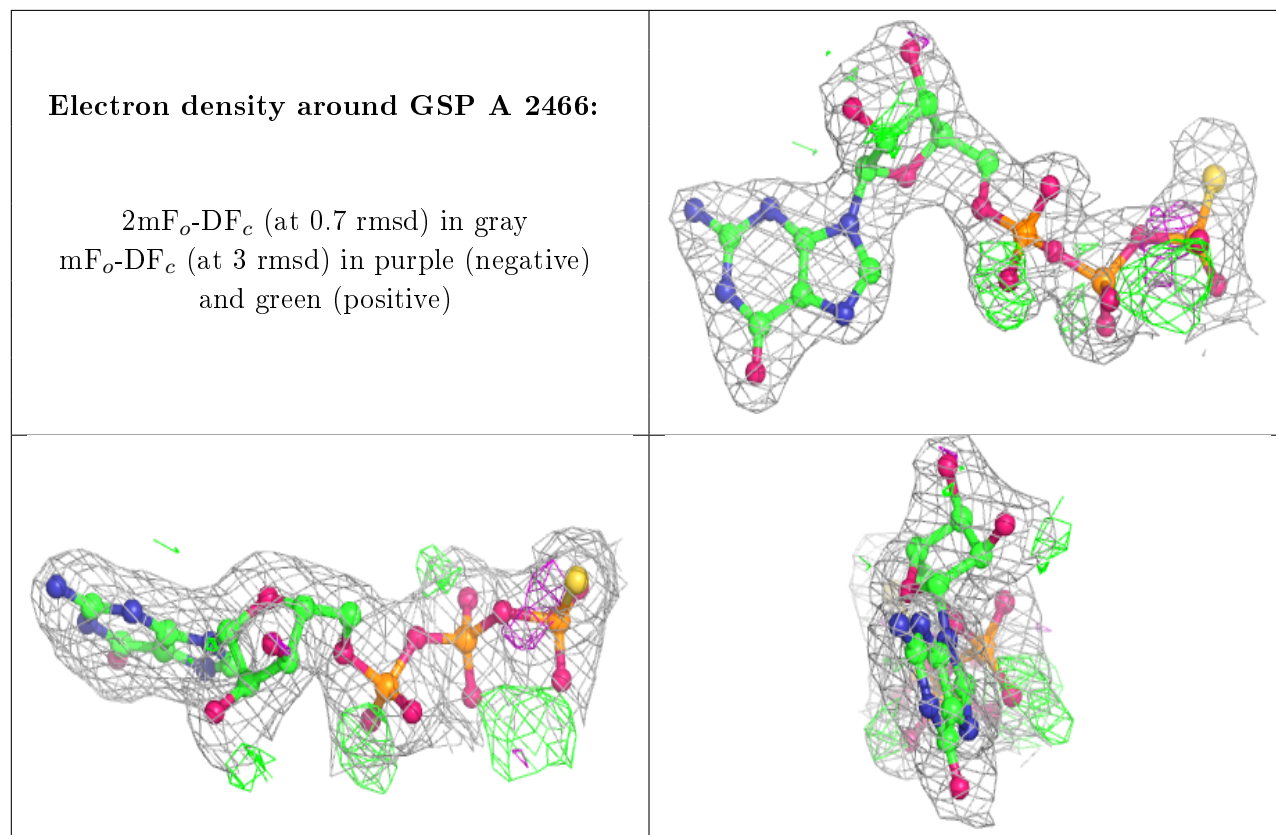 Electron density around GSP A 2466:
2mFₒ-DF𝒸 (at 0.7 rmsd) in gray
mFₒ-DF𝒸 (at 3 rmsd) in purple (negative)
and green (positive)